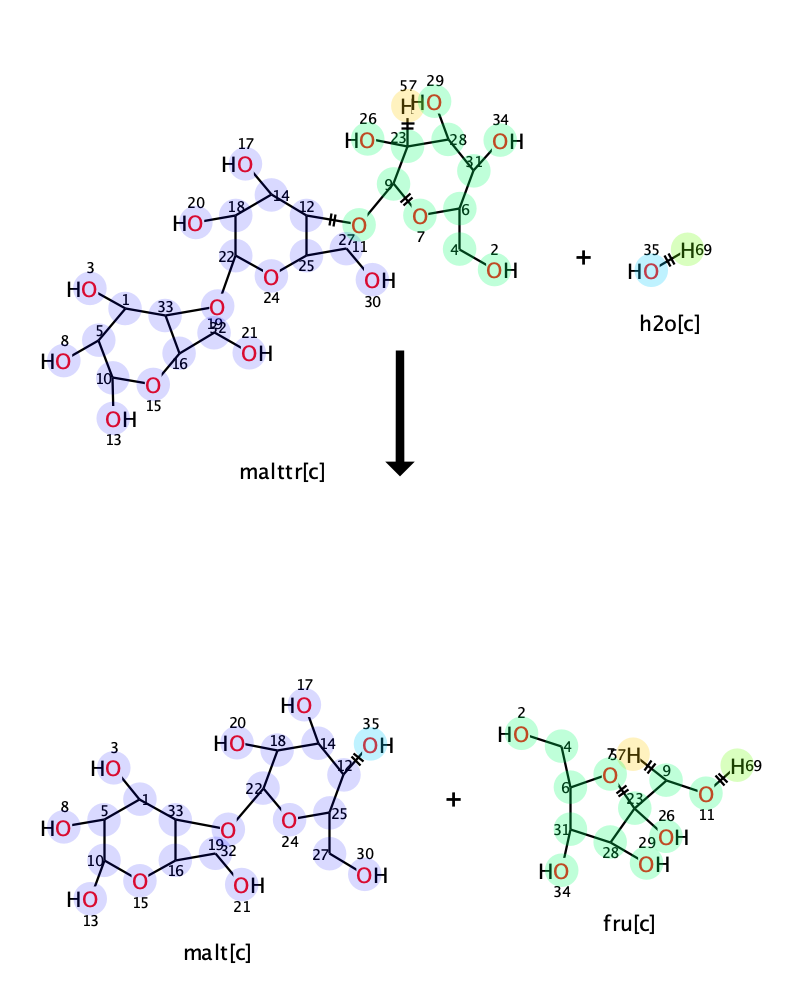 57
29
H HO
26
34
HO 23 28 OH
17
31
HO
9
14
20
18
12
O 7 6
HO
O
27 11
4
2
22
25
OH
3
24
30
OH
HO
1
33
O
19
32
21
8
5
16
OH
HO
10
O
15
OH
13
malttr[c]
+
35 H 69
HO
h2o[c]
17
HO
35
20
18
14
OH
HO
12
3
22
HO
25
1
O
24
8
5
33
O
HO
19 32
27
30
10
16
OH
O
OH
HO
15
21
13
malt[c]
+
2
HO
4
7 57 H
H 69
O
9
6
23
O
11
26
31
OH
28
29
OH
HO
34
fru[c]